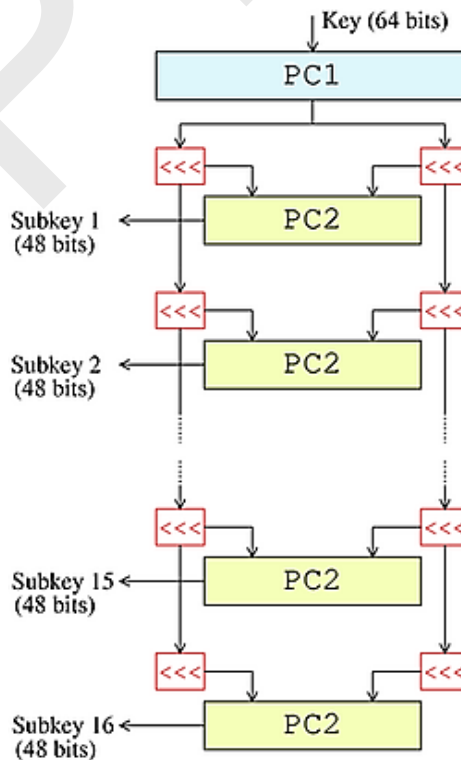 Key (64 bits)
PC1
<<< <<<
PC2
Subkey 1
(48 bits)
<<< <<<
PC2
Subkey 2
(48 bits)
<<< <<<
PC2
Subkey 15
(48 bits)
<<< <<<
PC2
Subkey 16
(48 bits)